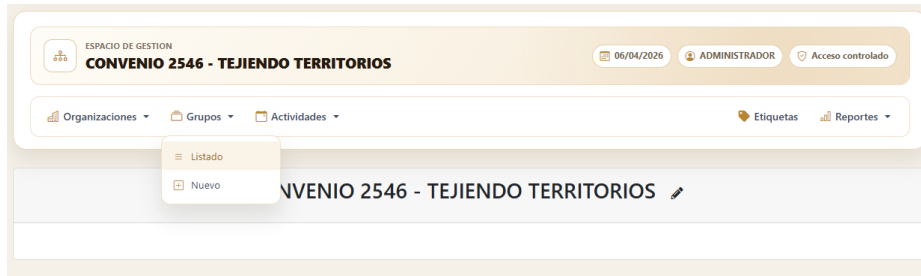 ESPACIO DE GESTION
CONVENIO 2546 - TEJIENDO TERRITORIOS
06/04/2026
ADMINISTRADOR
Acceso controlado
Organizaciones
Grupos
Actividades
Etiquetas
Reportes
Listado
Nuevo
NVENIO 2546 - TEJIENDO TERRITORIOS